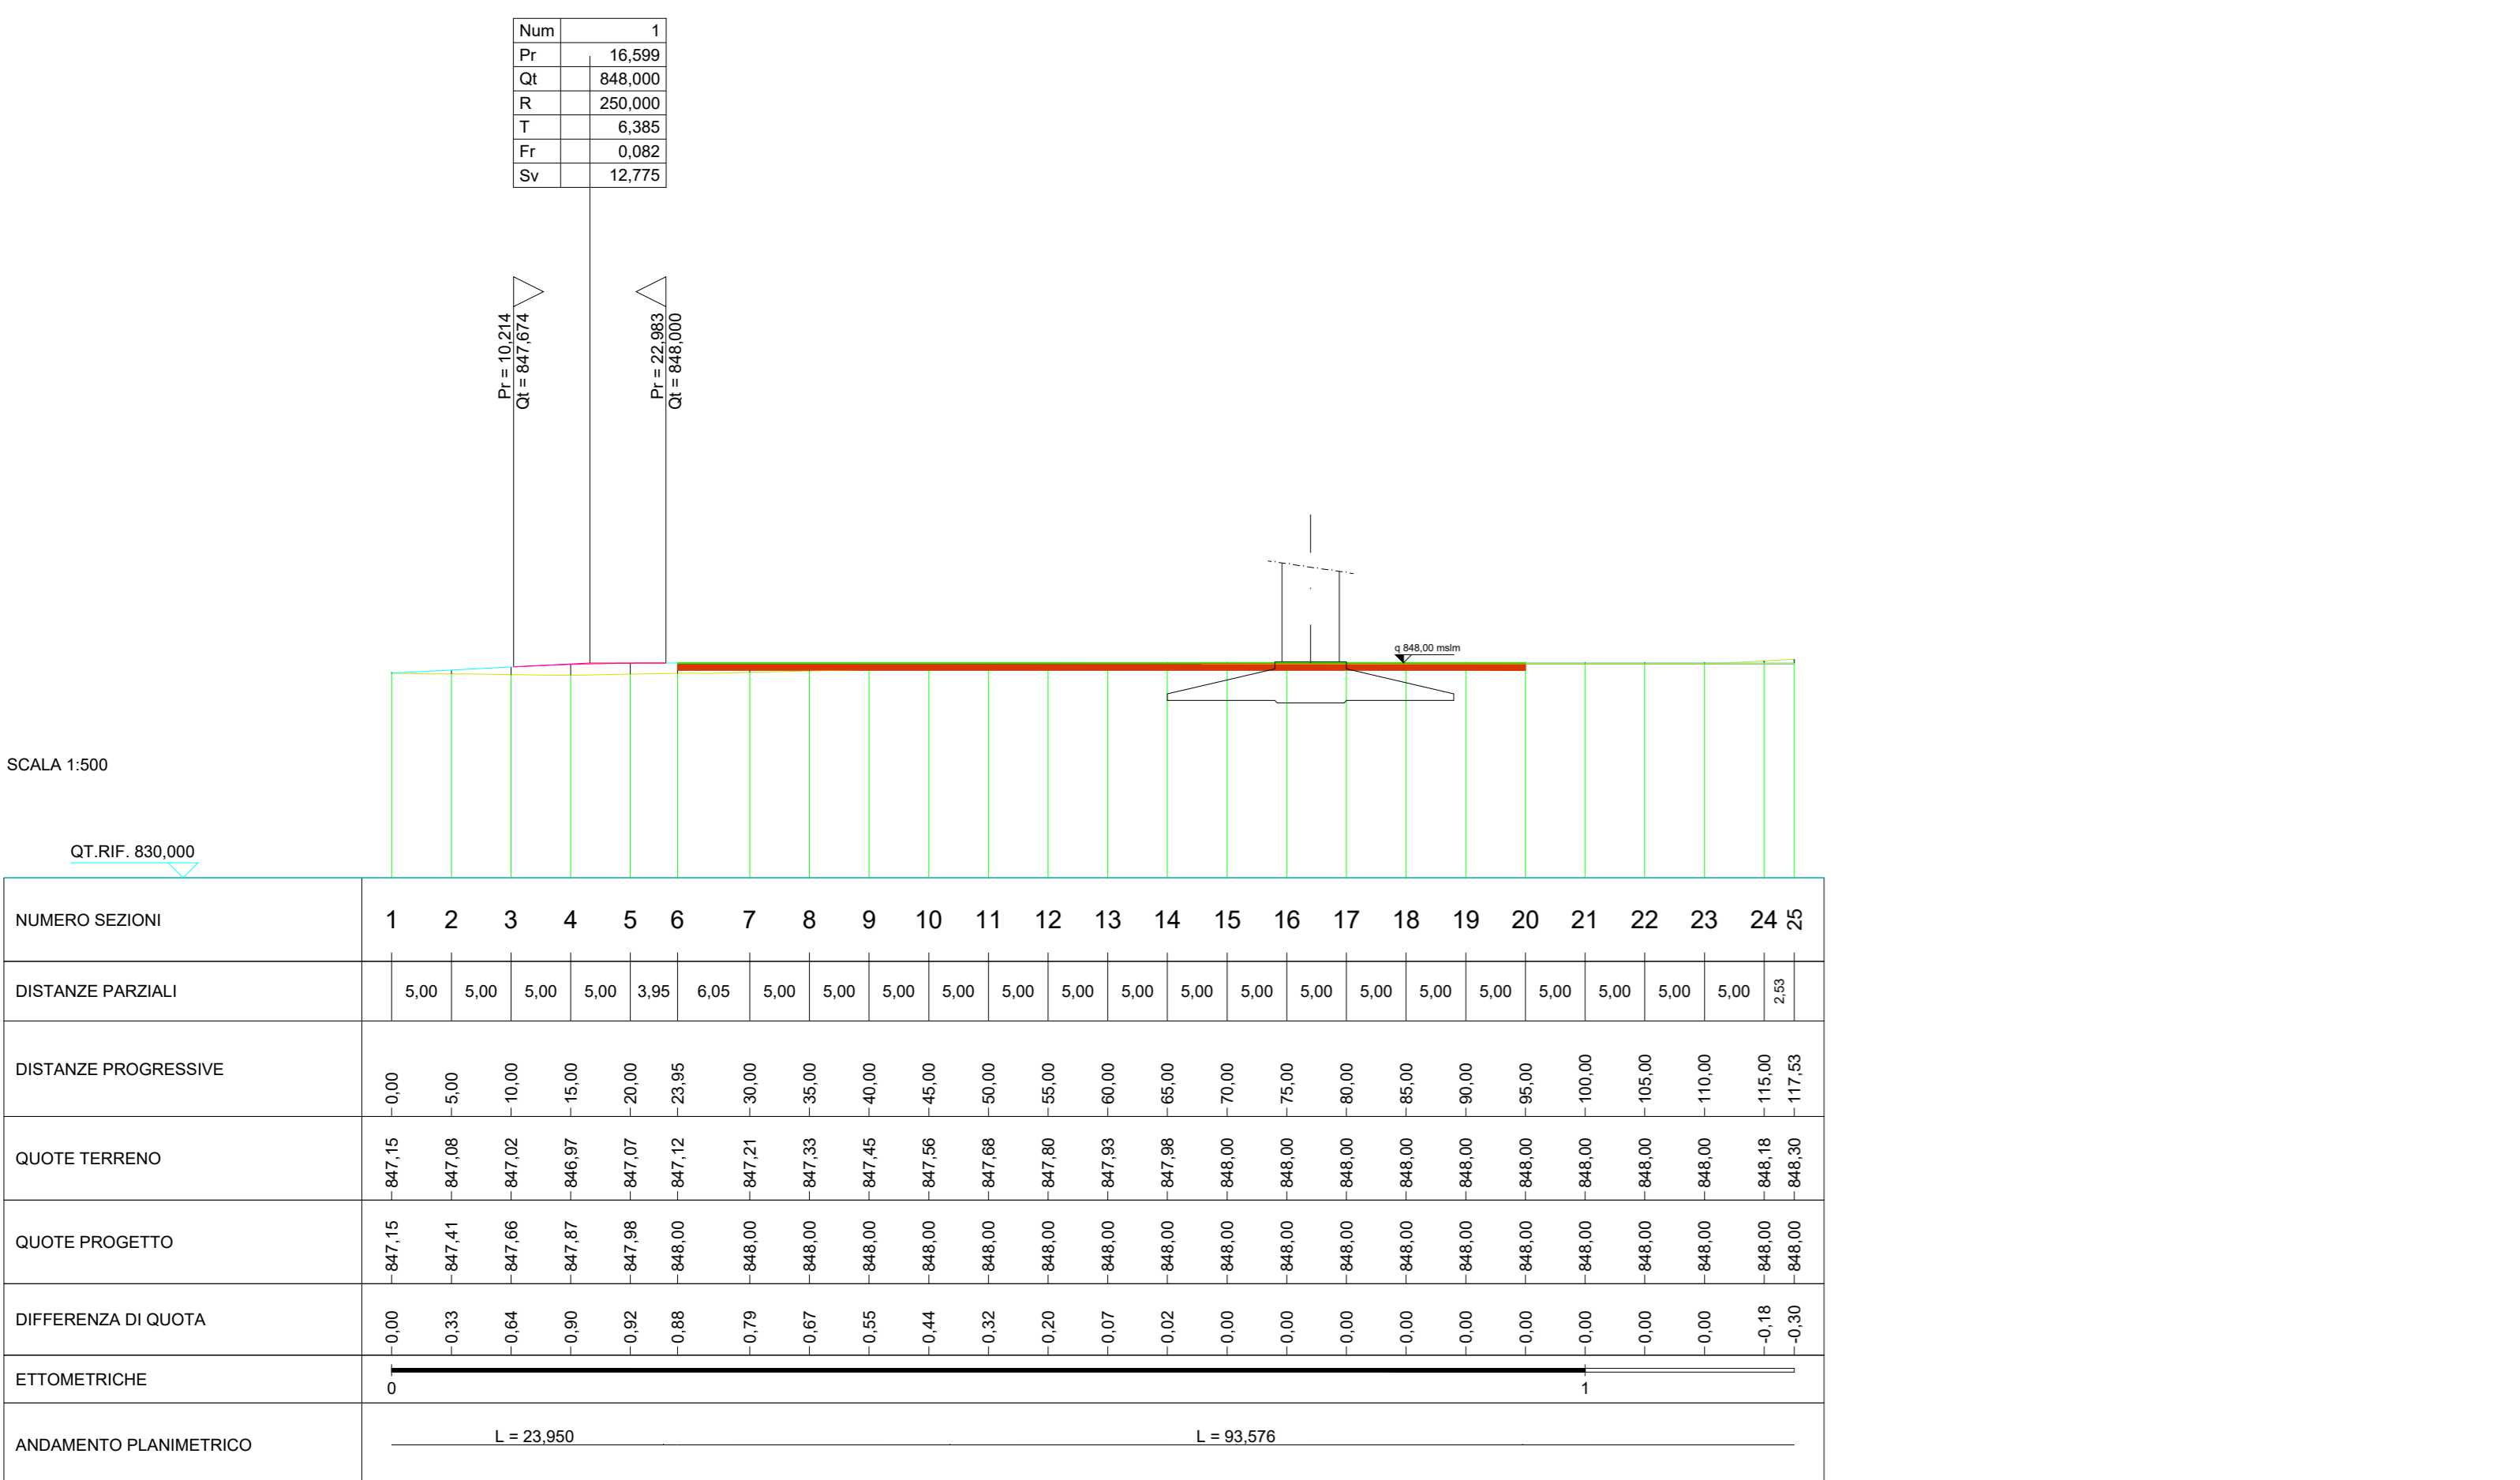 Num 1
Pr 16,599
Qt 848,000
R 250,000
T 6,385
Fr 0,082
Sv 12,775
Pr = 10,214
Qt = 847,674
Pr = 22,983
Qt = 848,000
q 848,00 mslm
SCALA 1:500
QT.RIF. 830,000
NUMERO SEZIONI 1 2 3 4 5 6 7 8 9 10 11 12 13 14 15 16 17 18 19 20 21 22 23 24 25
DISTANZE PARZIALI 5,00 5,00 5,00 5,00 3,95 6,05 5,00 5,00 5,00 5,00 5,00 5,00 5,00 5,00 5,00 5,00 5,00 5,00 5,00 5,00 5,00 5,00 5,00 2,53
DISTANZE PROGRESSIVE 0,00 5,00 10,00 15,00 20,00 23,95 30,00 35,00 40,00 45,00 50,00 55,00 60,00 65,00 70,00 75,00 80,00 85,00 90,00 95,00 100,00 105,00 110,00 115,00 117,53
QUOTE TERRENO 847,15 847,08 847,02 846,97 847,07 847,12 847,21 847,33 847,45 847,56 847,68 847,80 847,93 847,98 848,00 848,00 848,00 848,00 848,00 848,00 848,00 848,00 848,00 848,18 848,30
QUOTE PROGETTO 847,15 847,41 847,66 847,87 847,98 848,00 848,00 848,00 848,00 848,00 848,00 848,00 848,00 848,00 848,00 848,00 848,00 848,00 848,00 848,00 848,00 848,00 848,00 848,00 848,00
DIFFERENZA DI QUOTA 0,00 0,33 0,64 0,90 0,92 0,88 0,79 0,67 0,55 0,44 0,32 0,20 0,07 0,02 0,00 0,00 0,00 0,00 0,00 0,00 0,00 0,00 0,00 -0,18 -0,30
ETTOMETRICHE 0 1
ANDAMENTO PLANIMETRICO L = 23,950 L = 93,576